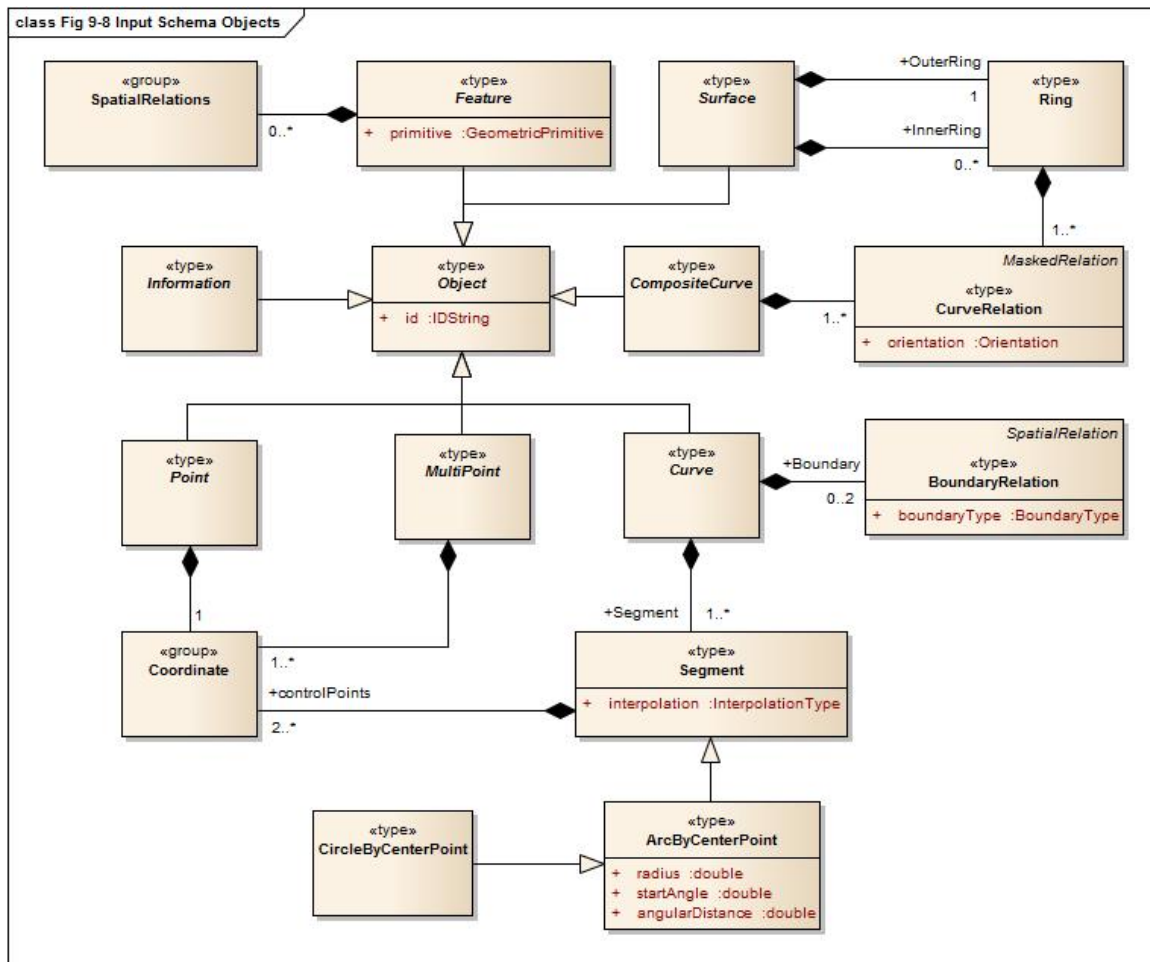 class Fig 9-8 Input Schema Objects
«group»
SpatialRelations
0..*
«type»
Feature
+ primitive :GeometricPrimitive
«type»
Surface
+OuterRing
1
+InnerRing
0..*
«type»
Ring
1..*
«type»
Information
«type»
Object
+ id :IDString
«type»
CompositeCurve
1..*
MaskedRelation
«type»
CurveRelation
+ orientation :Orientation
«type»
Point
«type»
MultiPoint
«type»
Curve
+Boundary
0..2
SpatialRelation
«type»
BoundaryRelation
+ boundaryType :BoundaryType
1
+Segment
1..*
«group»
Coordinate
1..*
+controlPoints
2..*
«type»
Segment
+ interpolation :InterpolationType
«type»
CircleByCenterPoint
«type»
ArcByCenterPoint
+ radius :double
+ startAngle :double
+ angularDistance :double